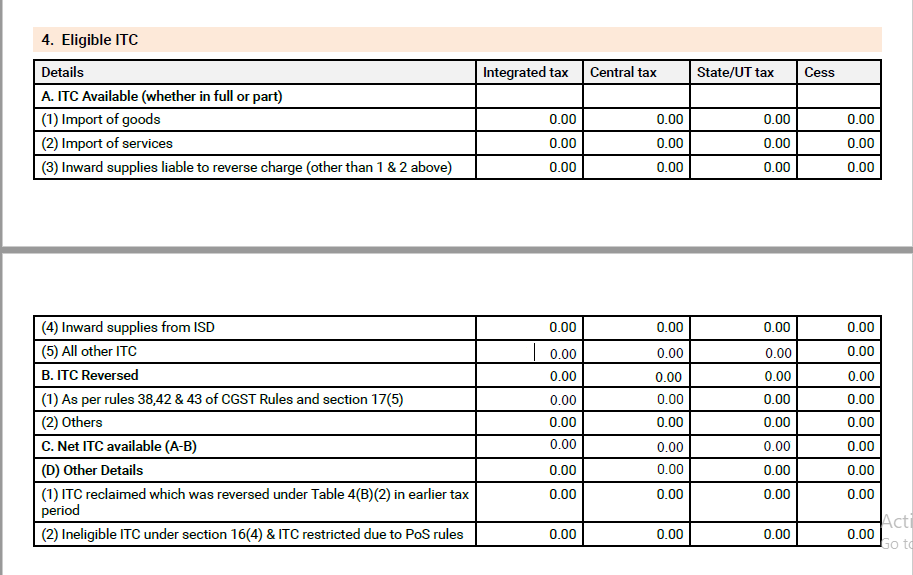 4. Eligible ITC
Details Integrated tax Central tax State/UT tax Cess
A. ITC Available (whether in full or part)
(1) Import of goods 0.00 0.00 0.00 0.00
(2) Import of services 0.00 0.00 0.00 0.00
(3) Inward supplies liable to reverse charge (other than 1 & 2 above) 0.00 0.00 0.00 0.00
(4) Inward supplies from ISD 0.00 0.00 0.00 0.00
(5) All other ITC 0.00 0.00 0.00 0.00
B. ITC Reversed 0.00 0.00 0.00 0.00
(1) As per rules 38,42 & 43 of CGST Rules and section 17(5) 0.00 0.00 0.00 0.00
(2) Others 0.00 0.00 0.00 0.00
C. Net ITC available (A-B) 0.00 0.00 0.00 0.00
(D) Other Details 0.00 0.00 0.00 0.00
(1) ITC reclaimed which was reversed under Table 4(B)(2) in earlier tax 0.00 0.00 0.00 0.00
period
(2) Ineligible ITC under section 16(4) & ITC restricted due to PoS rules 0.00 0.00 0.00 0.00
Acti
Go to